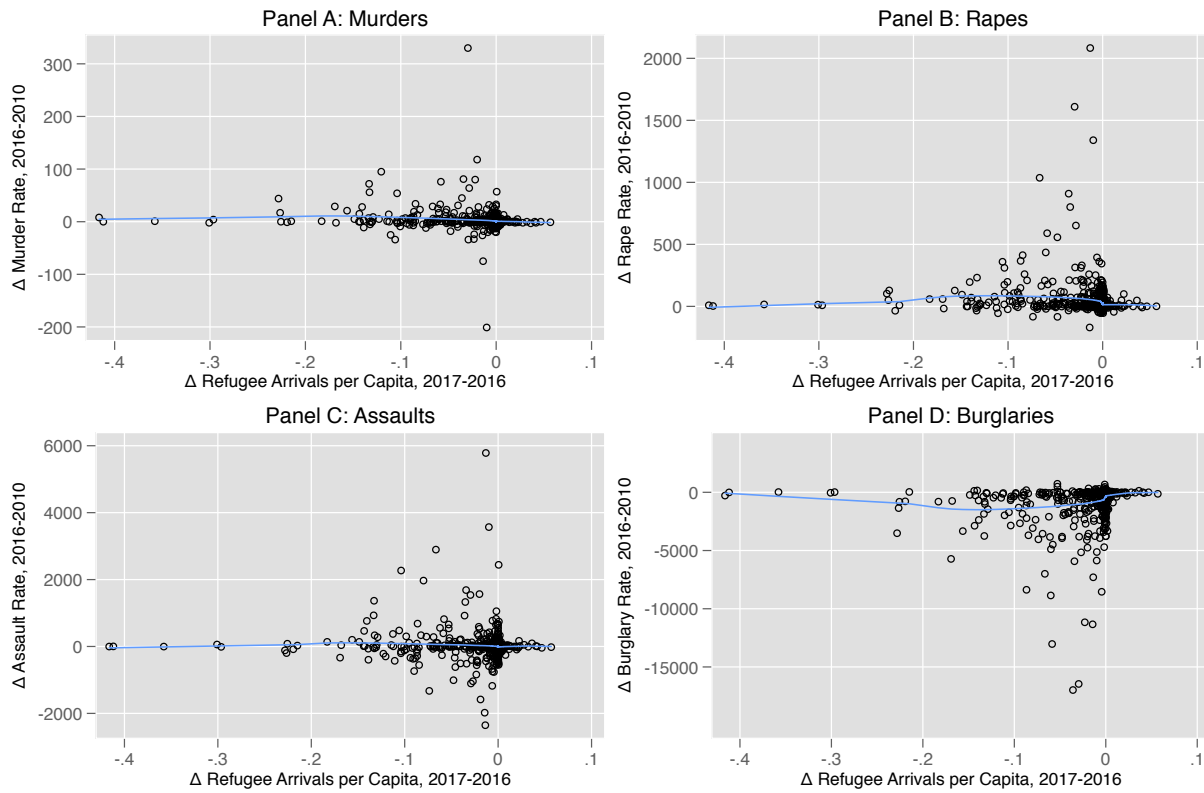 Panel A: Murders
Δ Murder Rate, 2016-2010
300
200
100
0
-100
-200
-.4 -.3 -.2 -.1 0 .1
Δ Refugee Arrivals per Capita, 2017-2016
Panel B: Rapes
Δ Rape Rate, 2016-2010
2000
1500
1000
500
0
-.4 -.3 -.2 -.1 0 .1
Δ Refugee Arrivals per Capita, 2017-2016
Panel C: Assaults
Δ Assault Rate, 2016-2010
6000
4000
2000
0
-2000
-.4 -.3 -.2 -.1 0 .1
Δ Refugee Arrivals per Capita, 2017-2016
Panel D: Burglaries
Δ Burglary Rate, 2016-2010
0
-5000
-10000
-15000
-.4 -.3 -.2 -.1 0 .1
Δ Refugee Arrivals per Capita, 2017-2016